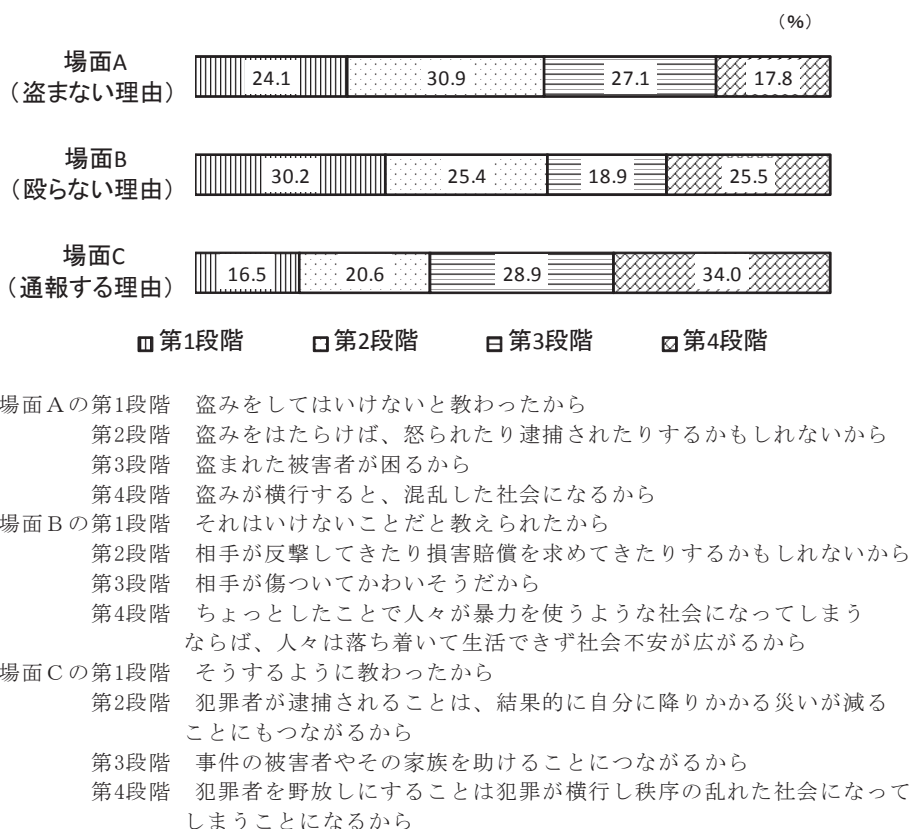 (%)
場面A
(盗まない理由)
24.1 30.9 27.1 17.8
場面B
(殴らない理由)
30.2 25.4 18.9 25.5
場面C
(通報する理由)
16.5 20.6 28.9 34.0
第1段階 第2段階 第3段階 第4段階
場面Aの第1段階 盗みをしてはいけないと教わったから
第2段階 盗みをはたらけば、怒られたり逮捕されたりするかもしれないから
第3段階 盗まれた被害者が困るから
第4段階 盗みが横行すると、混乱した社会になるから
場面Bの第1段階 それはいけないことだと教えられたから
第2段階 相手が反撃してきたり損害賠償を求めてきたりするかもしれないから
第3段階 相手が傷ついてかわいそうだから
第4段階 ちょっとしたことで人々が暴力を使うような社会になってしまう
ならば、人々は落ち着いて生活できず社会不安が広がるから
場面Cの第1段階 そうするように教わったから
第2段階 犯罪者が逮捕されることは、結果的に自分に降りかかる災いが減る
ことにもつながるから
第3段階 事件の被害者やその家族を助けることにつながるから
第4段階 犯罪者を野放しにすることは犯罪が横行し秩序の乱れた社会になって
しまうことになるから